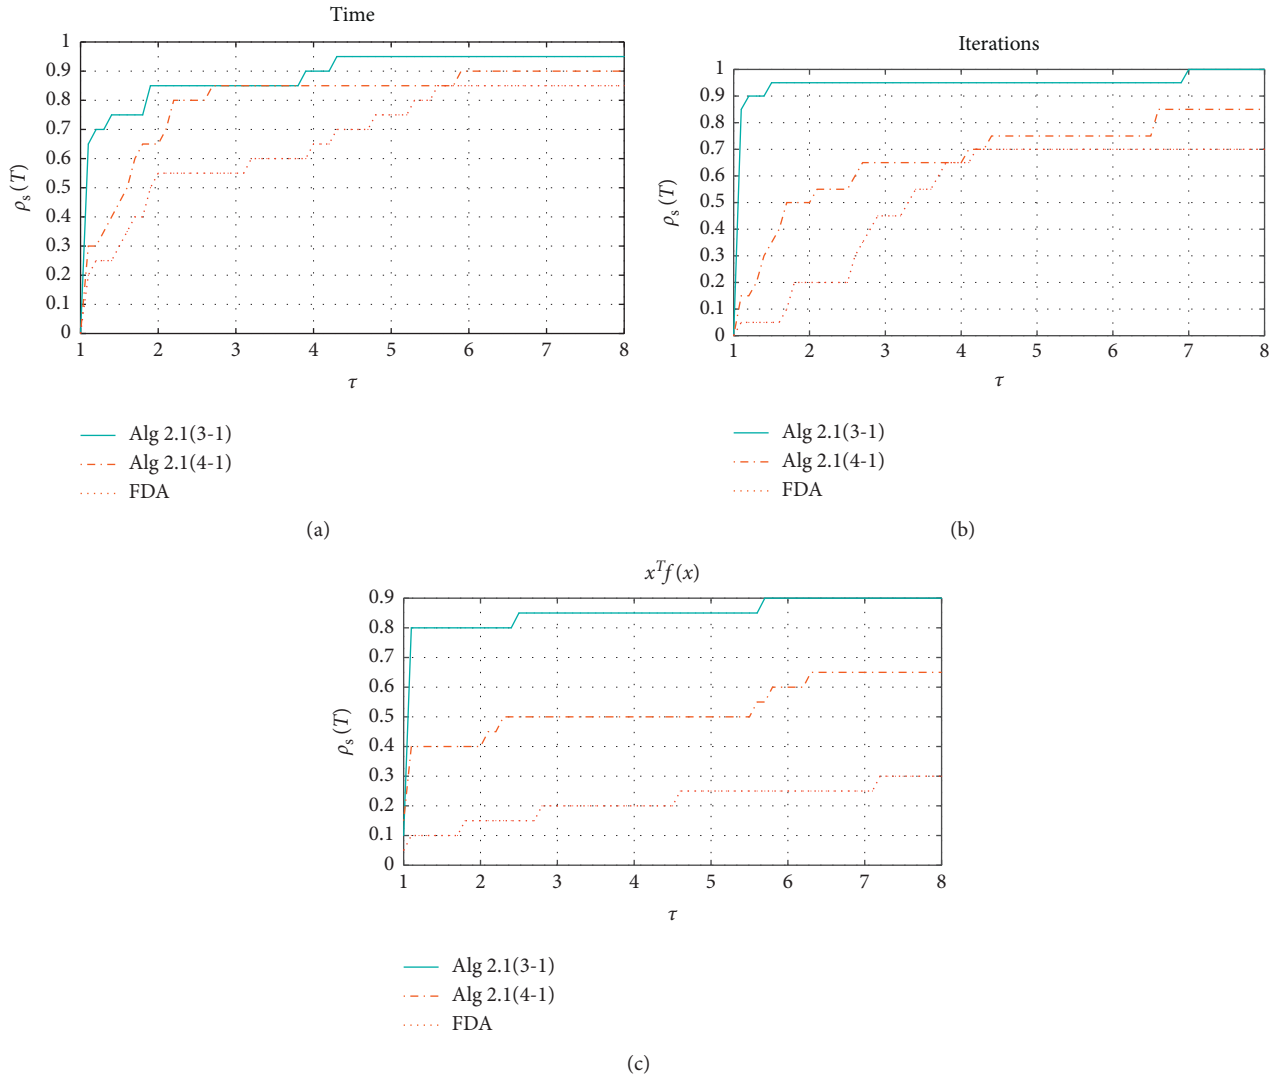 Time
1
0.9
0.8
0.7
0.6
0.5
0.4
0.3
0.2
0.1
0
ρs (T)
1 2 3 4 5 6 7 8
τ
Alg 2.1(3-1)
Alg 2.1(4-1)
FDA
(a)
Iterations
1
0.9
0.8
0.7
0.6
0.5
0.4
0.3
0.2
0.1
0
ρs (T)
1 2 3 4 5 6 7 8
τ
Alg 2.1(3-1)
Alg 2.1(4-1)
FDA
(b)
xTf(x)
0.9
0.8
0.7
0.6
0.5
0.4
0.3
0.2
0.1
0
ρs (T)
1 2 3 4 5 6 7 8
τ
Alg 2.1(3-1)
Alg 2.1(4-1)
FDA
(c)